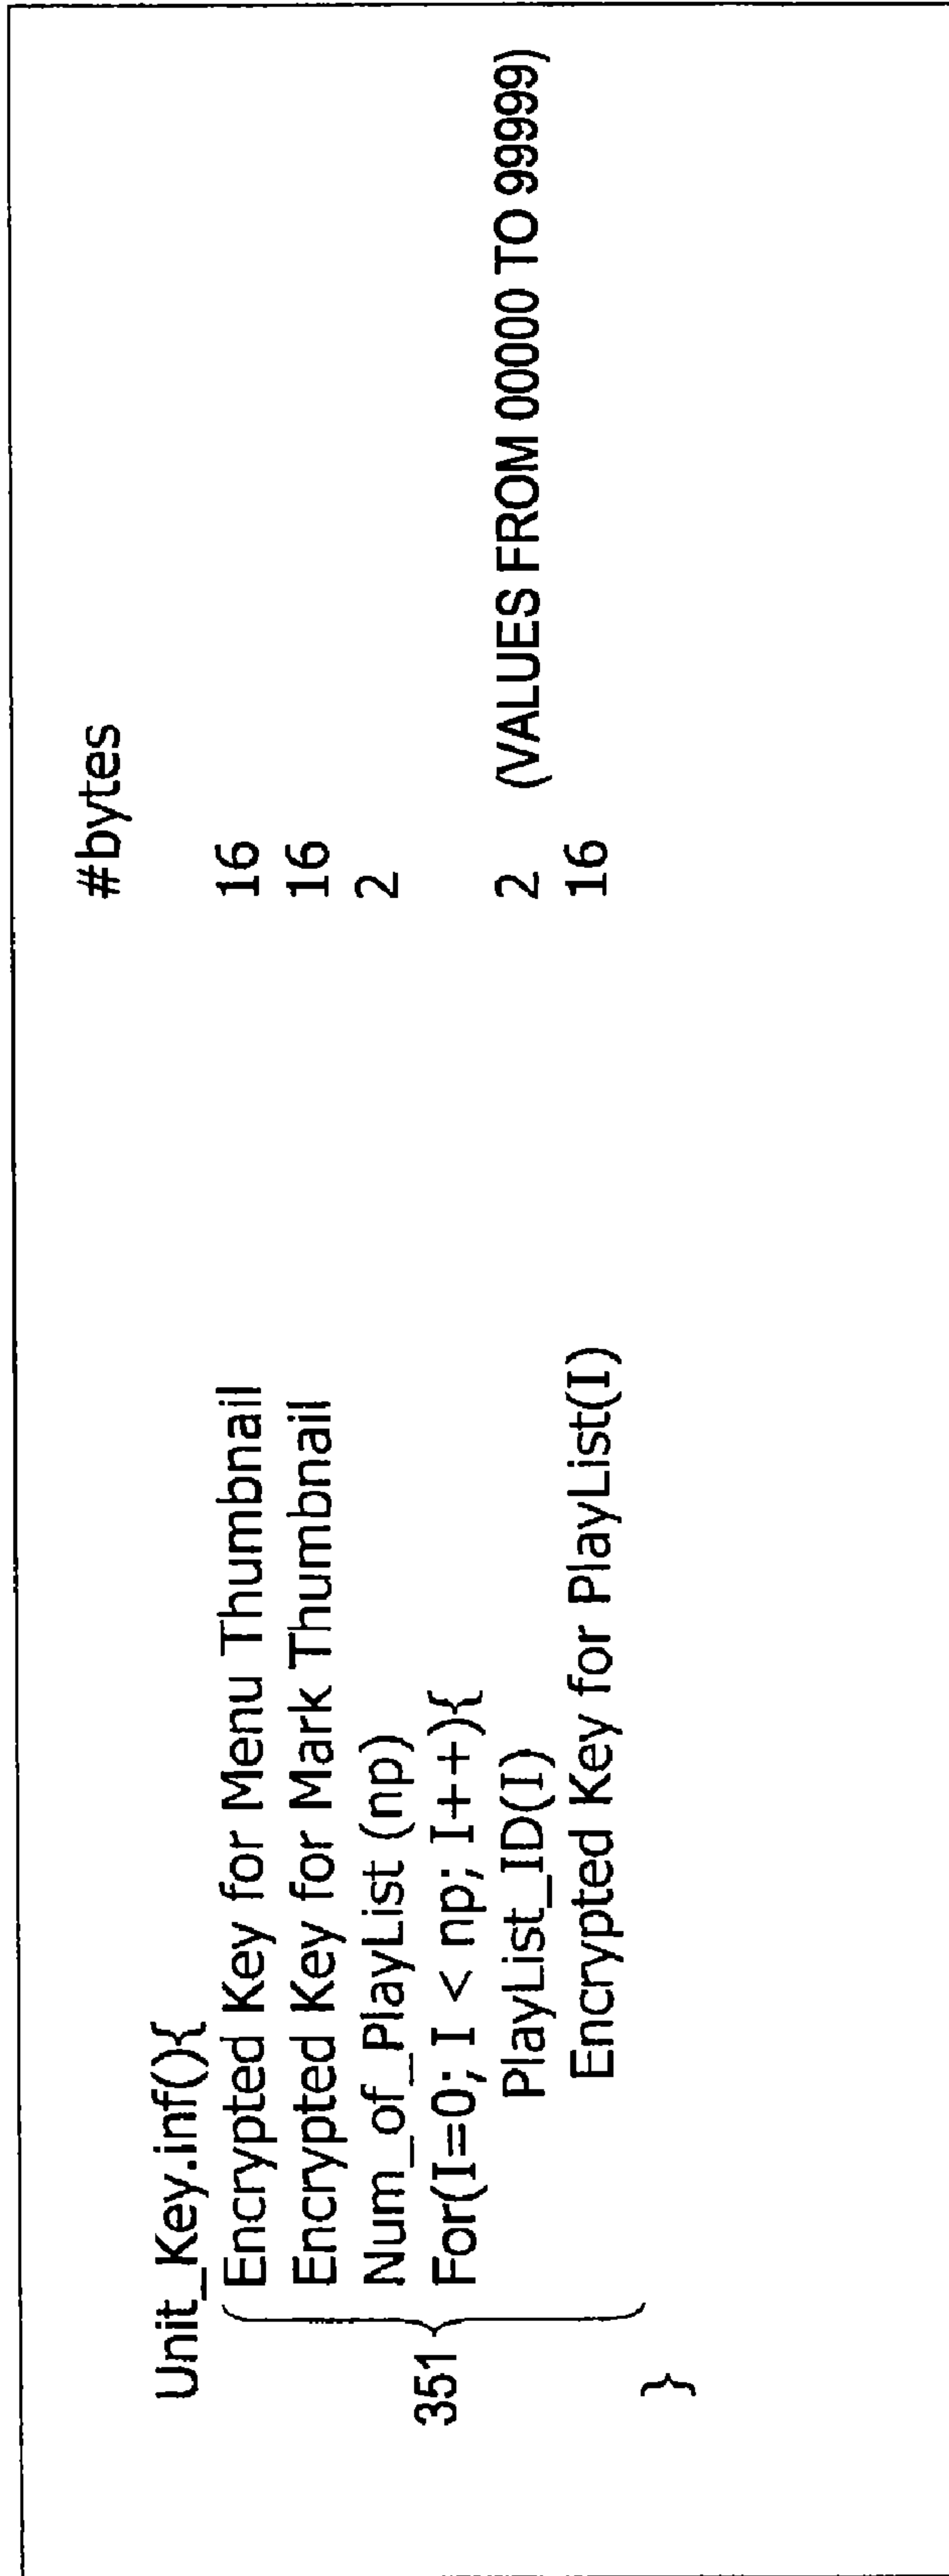 #bytes
Unit_Key.inf(){
Encrypted Key for Menu Thumbnail 16
Encrypted Key for Mark Thumbnail 16
Num_of_PlayList (np) 2
For(I=0; I < np; I++){
351
PlayList_ID(I) 2 (VALUES FROM 00000 TO 99999)
Encrypted Key for PlayList(I) 16
}